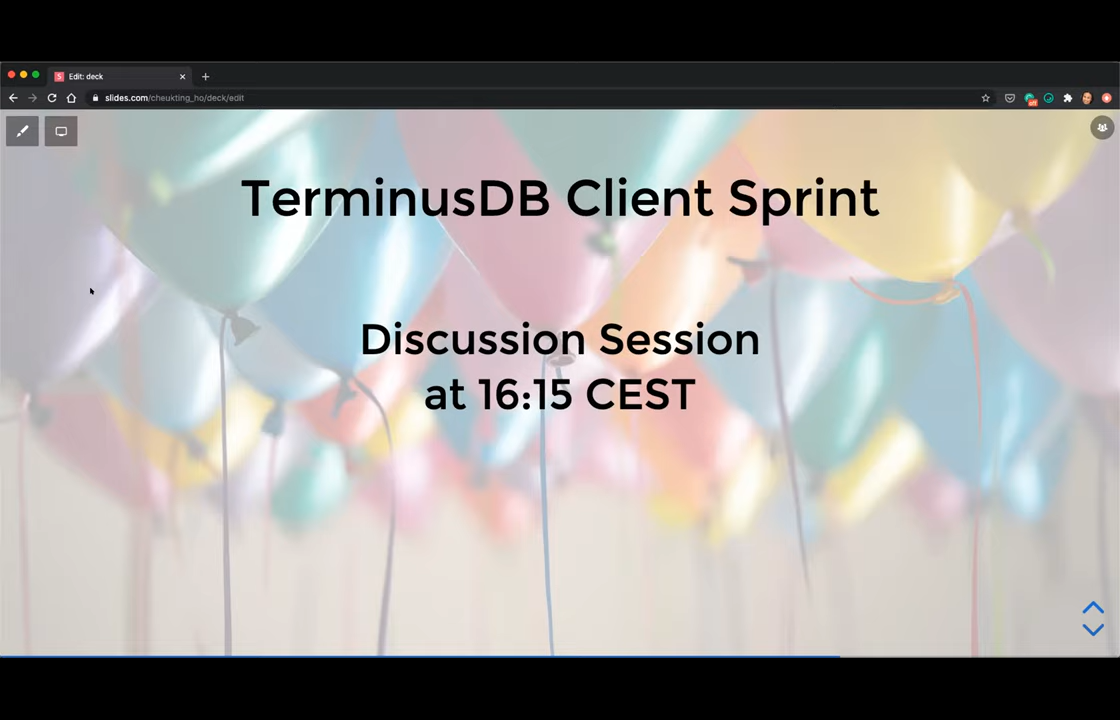 Edit: deck
slides.com/cheukting_ho/deck/edit
TerminusDB Client Sprint
Discussion Session
at 16:15 CEST